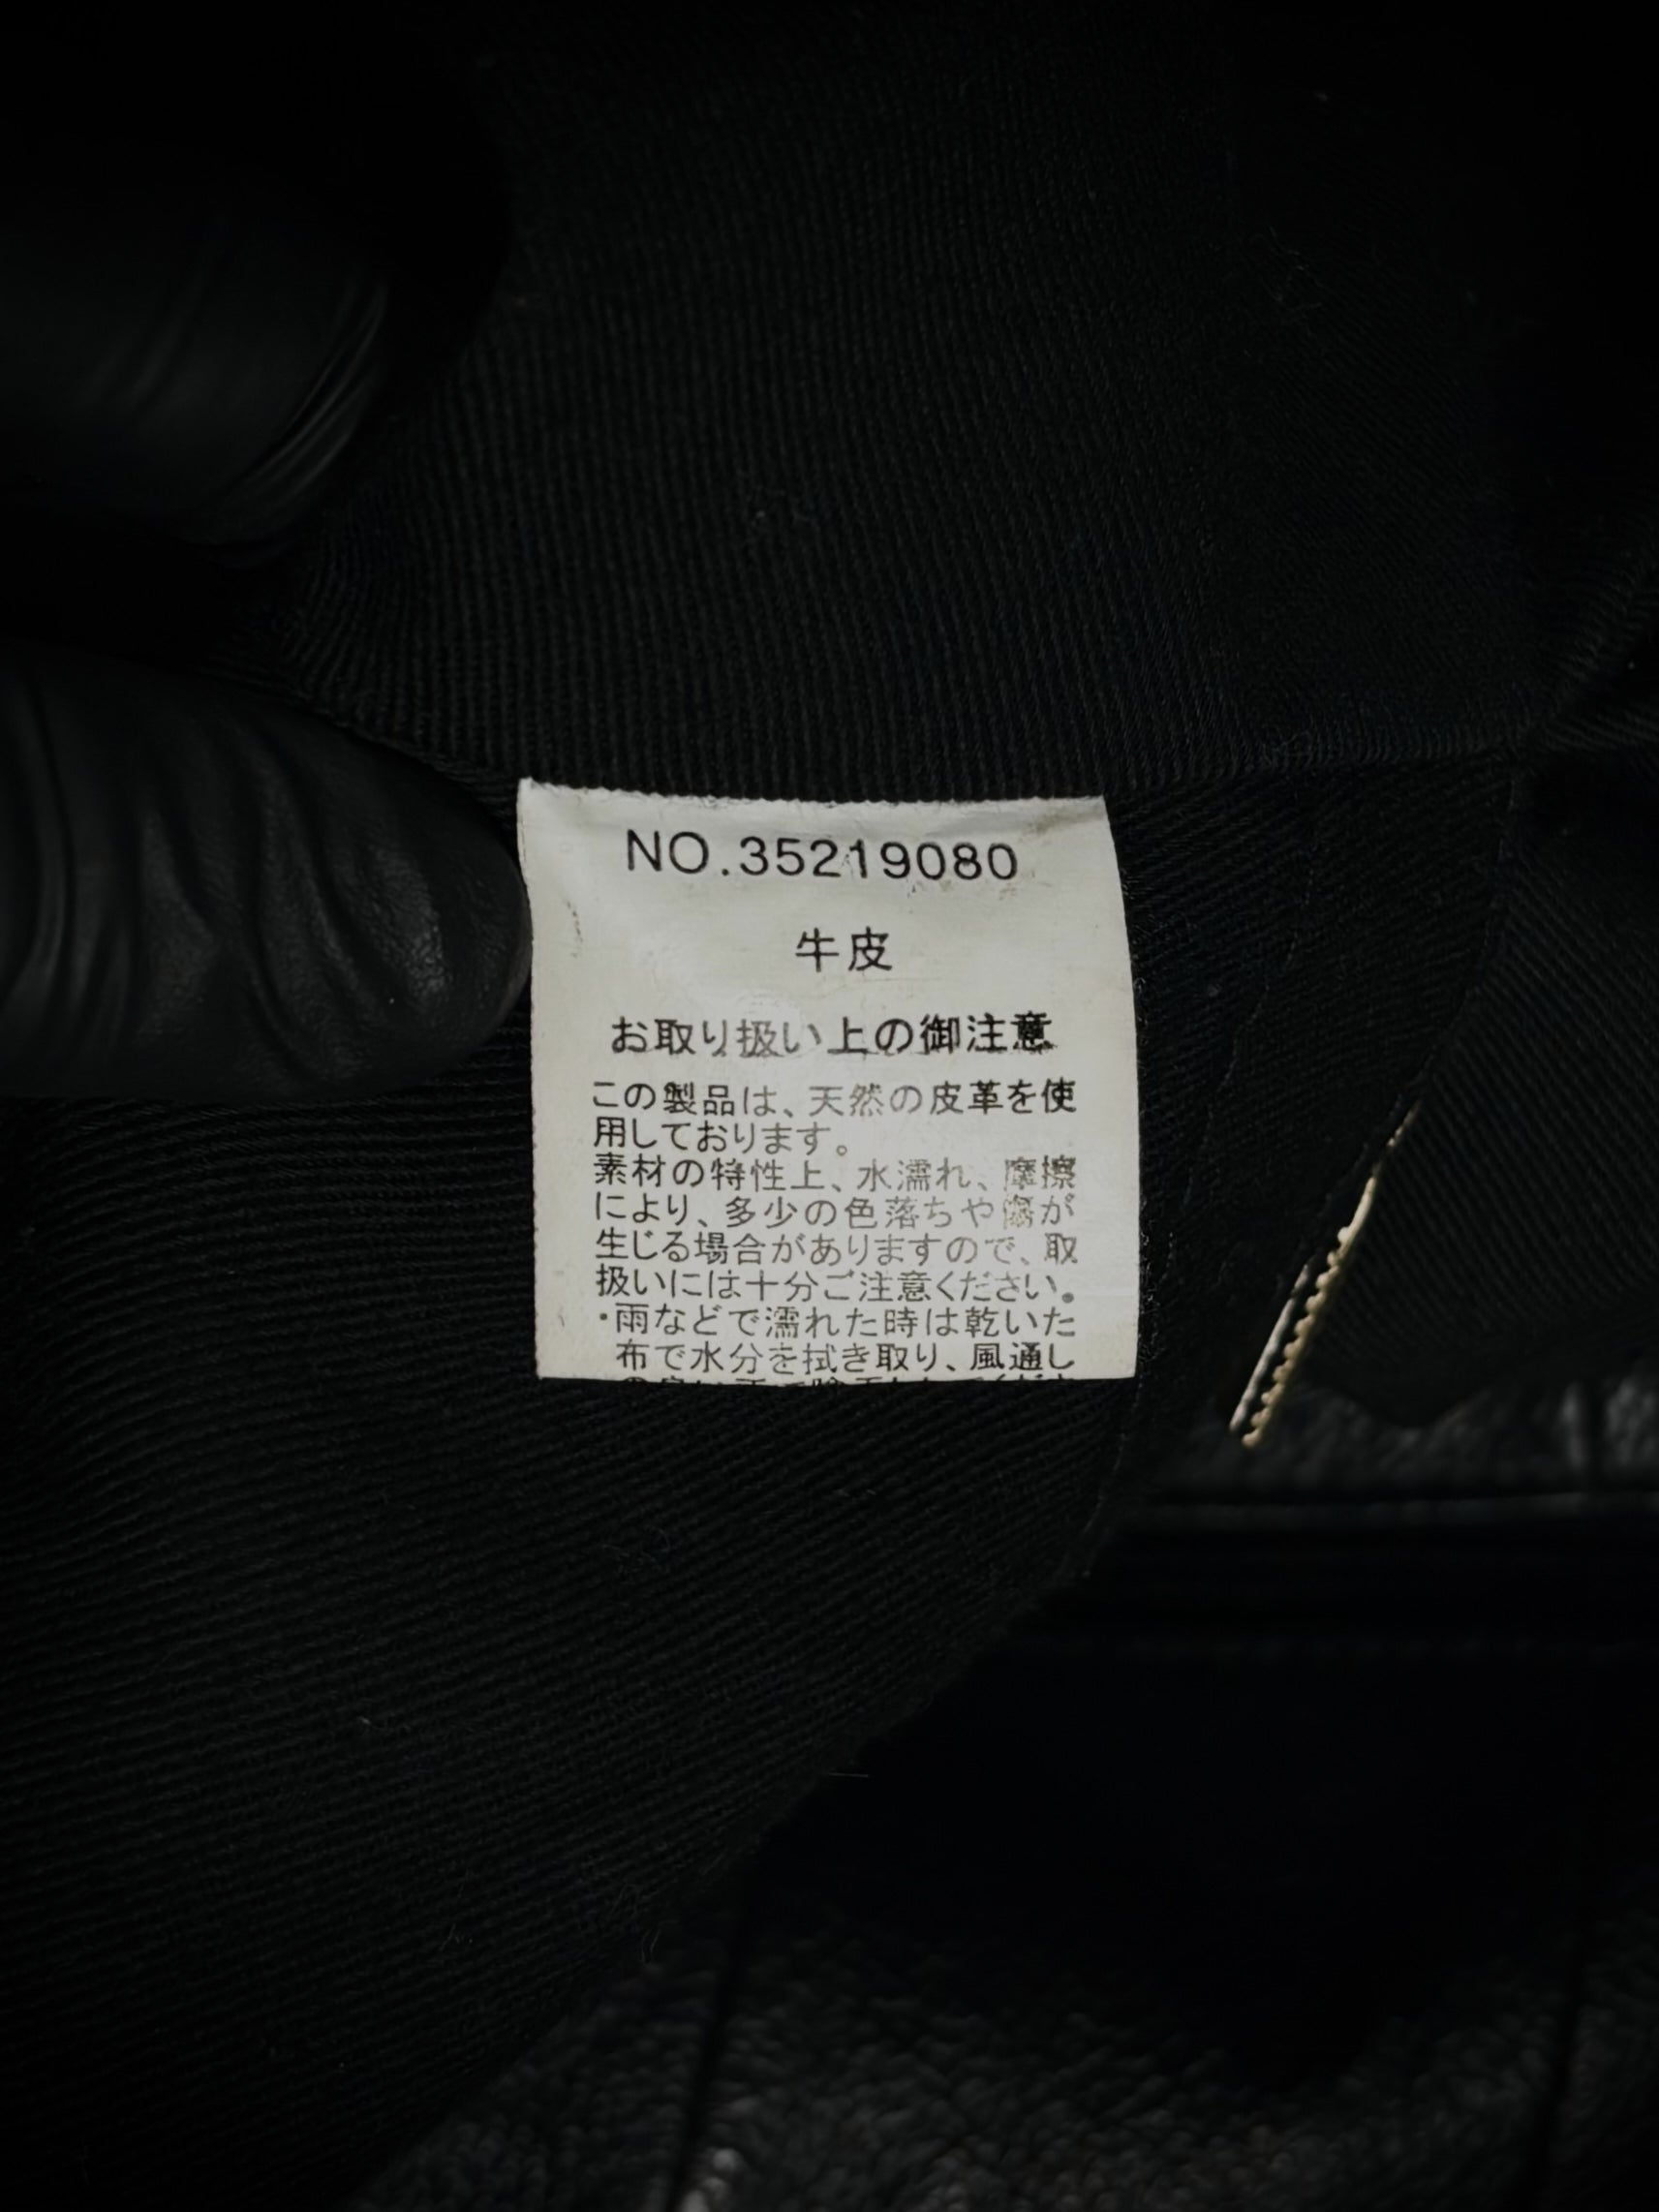 NO.35219080
牛皮
お取り扱い上の御注意
この製品は、天然の皮革を使
用しております。
素材の特性上、水濡れ、摩擦
により、多少の色落ちや傷が
生じる場合がありますので、取
扱いには十分ご注意ください。
・雨などで濡れた時は乾いた
布で水分を拭き取り、風通し